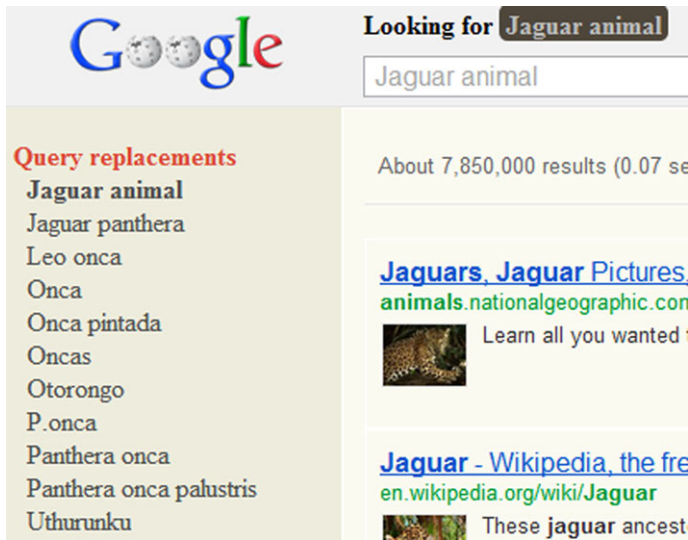 Google
Looking for Jaguar animal
Jaguar animal
Query replacements
Jaguar animal
Jaguar panthera
Leo onca
Onca
Onca pintada
Oncas
Otorongo
P.onca
Panthera onca
Panthera onca palustris
Uthurunku
About 7,850,000 results (0.07 se
Jaguars, Jaguar Pictures,
animals.nationalgeographic.com
Learn all you wanted t
Jaguar - Wikipedia, the fre
en.wikipedia.org/wiki/Jaguar
These jaguar ancest